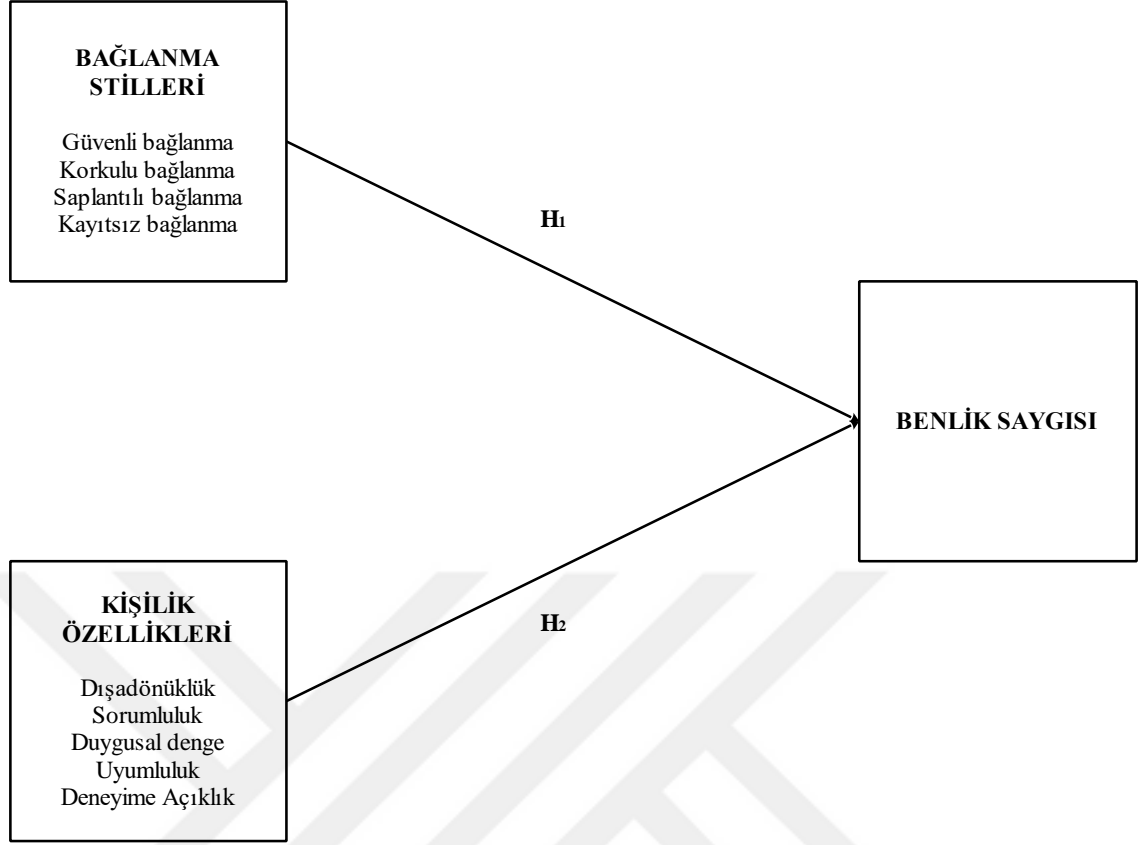 BAĞLANMA
STİLLERİ
Güvenli bağlanma
Korkulu bağlanma
Saplantılı bağlanma
Kayıtsız bağlanma
H1
BENLİK SAYGISI
KİŞİLİK
ÖZELLİKLERİ
Dışadönüklük
Sorumluluk
Duygusal denge
Uyumluluk
Deneyime Açıklık
H2